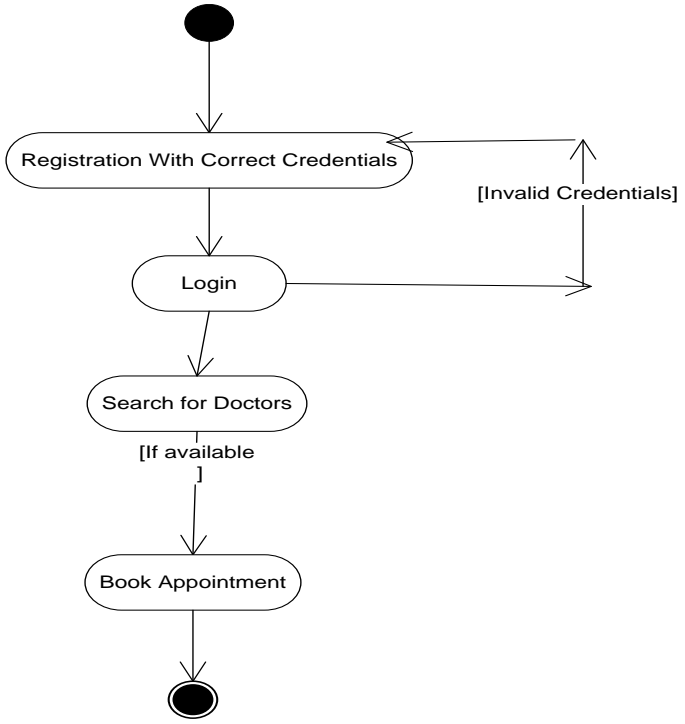 Registration With Correct Credentials
[Invalid Credentials]
Login
Search for Doctors
[If available
]
Book Appointment